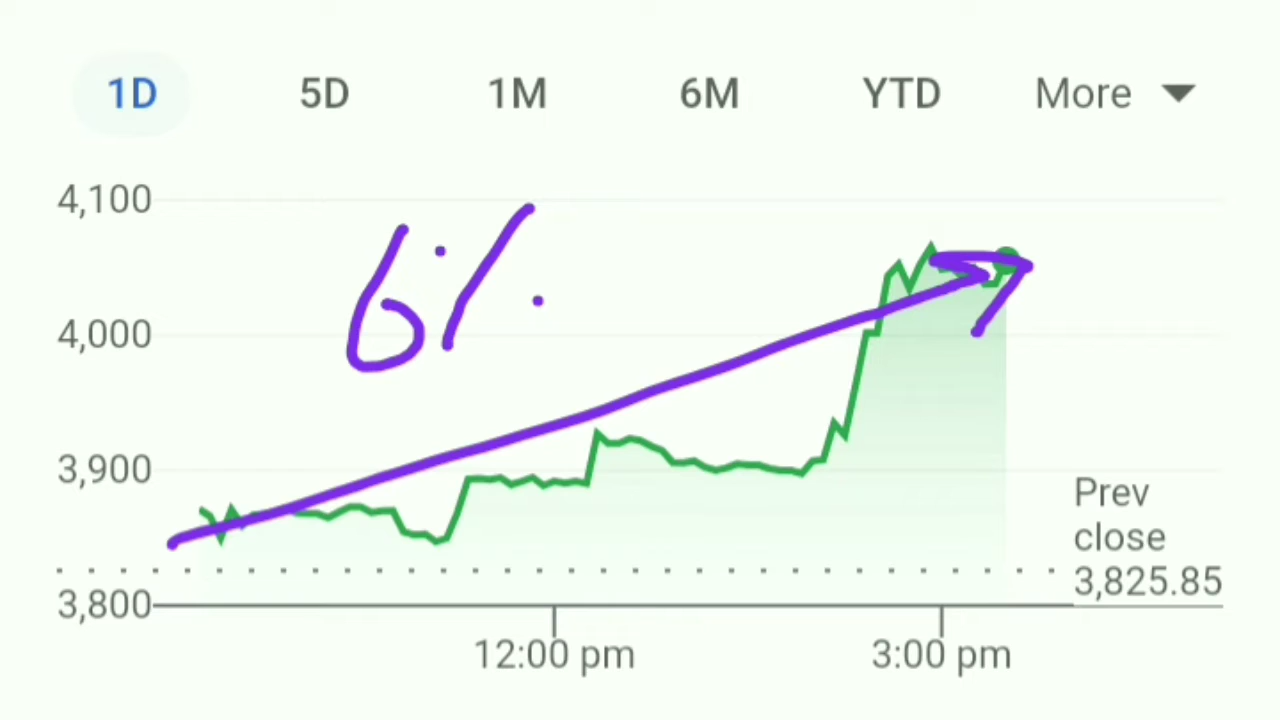 1D 5D 1M 6M YTD More
4,100
6%
4,000
3,900
Prev
close
3,825.85
3,800
12:00 pm 3:00 pm